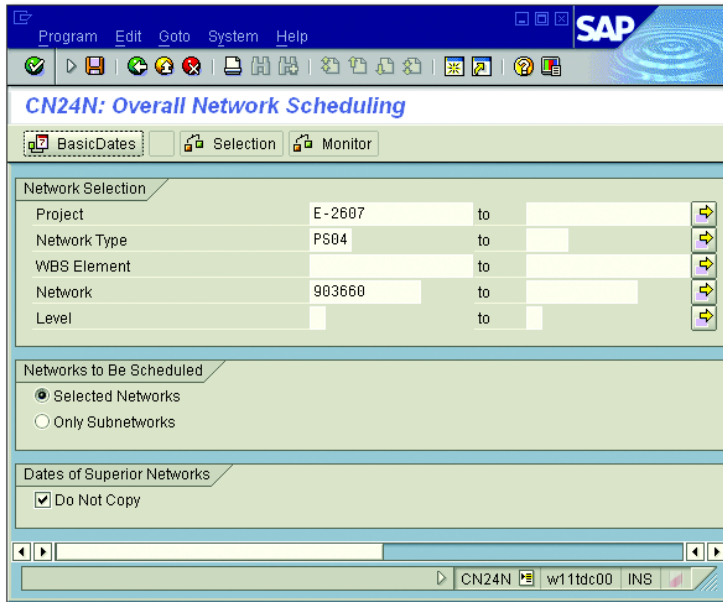 SAP
Program Edit Goto System Help
CN24N: Overall Network Scheduling
BasicDates Selection Monitor
Network Selection
Project E-2607 to
Network Type PS04 to
WBS Element to
Network 903660 to
Level to
Networks to Be Scheduled
Selected Networks
Only Subnetworks
Dates of Superior Networks
Do Not Copy
CN24N w11tdc00 INS